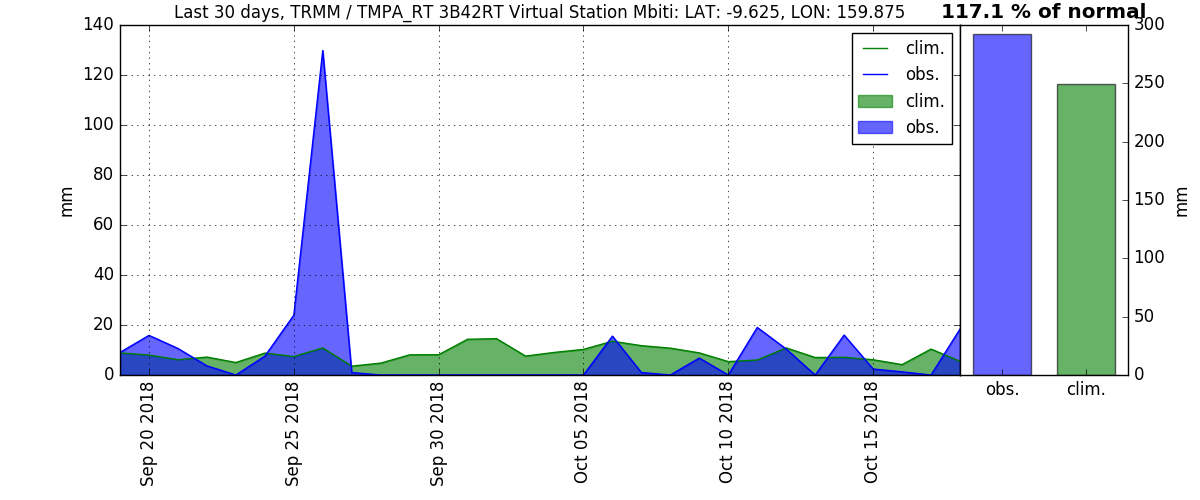 Last 30 days, TRMM / TMPA_RT 3B42RT Virtual Station Mbiti: LAT: -9.625, LON: 159.875
117.1 % of normal
140
120
100
80
60
40
20
0
mm
clim.
obs.
clim.
obs.
Sep 20 2018
Sep 25 2018
Sep 30 2018
Oct 05 2018
Oct 10 2018
Oct 15 2018
300
250
200
150
100
50
0
mm
obs.
clim.